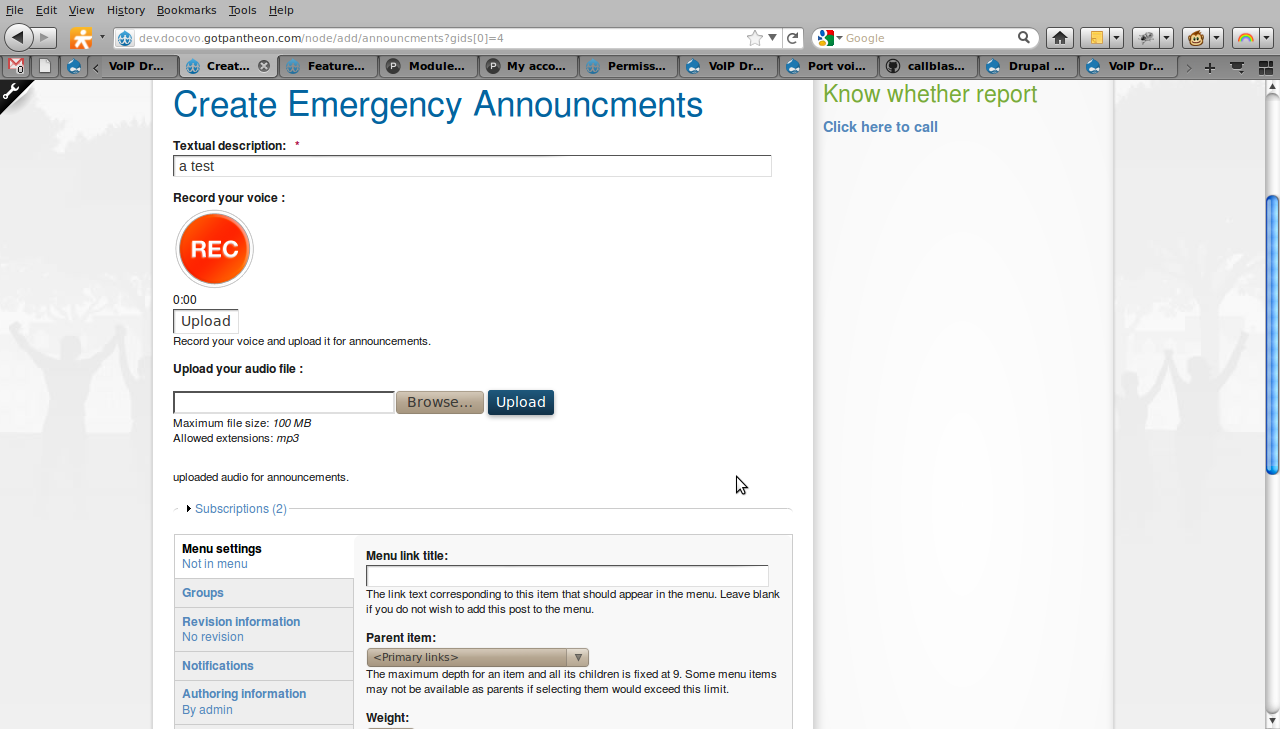 File Edit View History Bookmarks Tools Help
dev.docovo.gotpantheon.com/node/add/announcments?gids[0]=4
Google
0 VoIP Dr... Creat... Feature... Module... My acco... Permiss... VoIP Dr... Port voi... callblas... Drupal ... VoIP Dr...
Create Emergency Announcments
Know whether report
Click here to call
Textual description: *
a test
Record your voice :
REC
0:00
Upload
Record your voice and upload it for announcements.
Upload your audio file :
Browse... Upload
Maximum file size: 100 MB
Allowed extensions: mp3
uploaded audio for announcements.
Subscriptions (2)
Menu settings
Not in menu
Groups
Revision information
No revision
Notifications
Authoring information
By admin
Menu link title:
The link text corresponding to this item that should appear in the menu. Leave blank
if you do not wish to add this post to the menu.
Parent item:
<Primary links>
The maximum depth for an item and all its children is fixed at 9. Some menu items
may not be available as parents if selecting them would exceed this limit.
Weight: